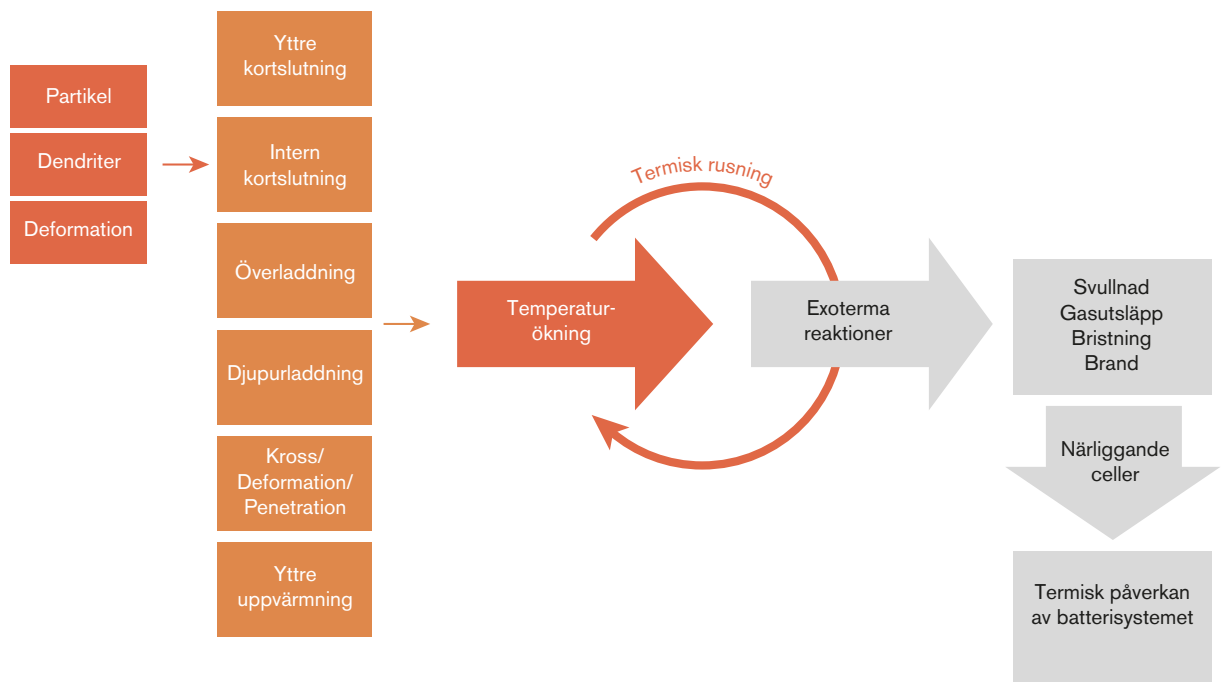 Partikel
Dendriter
Deformation
Yttre
kortslutning
Intern
kortslutning
Överladdning
Djupurladdning
Kross/
Deformation/
Penetration
Yttre
uppvärmning
Termisk rusning
Temperatur-
ökning
Exoterma
reaktioner
Svullnad
Gasutsläpp
Bristning
Brand
Närliggande
celler
Termisk påverkan
av batterisystemet